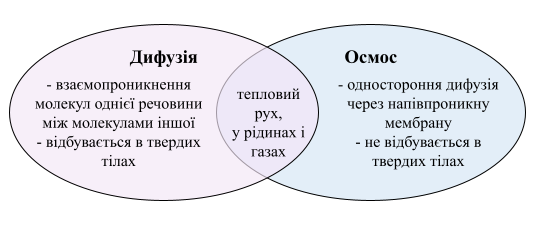 Дифузія
- взаємопроникнення
молекул однієї речовини
між молекулами іншої
- відбувається в твердих
тілах
тепловий
рух,
у рідинах і
газах
Осмос
- одностороння дифузія
через напівпроникну
мембрану
- не відбувається в
твердих тілах